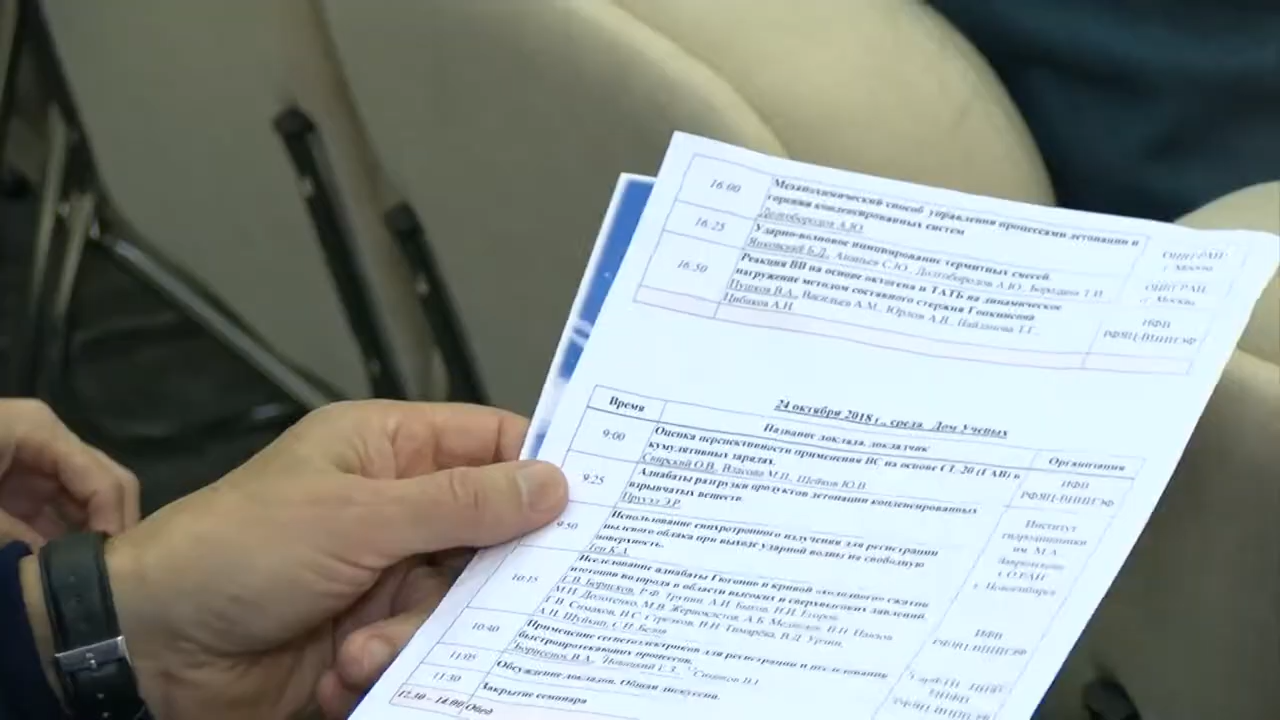 16.00
Механохимический способ управления процессами детонации и
горения конденсированных систем
Долгобородов А.Ю.
16.25
Ударно-волновое инициирование термитных смесей.
Янковский Б.Д., Ананьев С.Ю., Долгобородов А.Ю., Бородина Т.И.
ОИВТ РАН
г. Москва
16.50
Реакция ВВ на основе октогена и ТАТБ на динамическое
нагружение методом составного стержня Гопкинсона
Пушков В.А., Васильев А.М., Юрлов А.В., Найданова Т.Г.
Цибаков А.Н.
ИФВ
РФЯЦ-ВНИИЭФ
24 октября 2018 г., среда. Дом Ученых
Время
Название доклада, докладчик
Организация
9:00
Оценка перспективности применения ВС на основе CL-20 (ГАВ) в
кумулятивных зарядах.
Свирский О.В., Власова М.П., Шейков Ю.В.
ИФВ
РФЯЦ-ВНИИЭФ
9:25
Адиабаты разгрузки продуктов детонации конденсированных
взрывчатых веществ.
Прууэл Э.Р.
Институт
гидродинамики
им. М.А.
Лаврентьева
СО РАН
г. Новосибирск
9:50
Использование синхротронного излучения для регистрации
пылевого облака при выходе ударной волны на свободную
поверхность.
Тен К.А.
10:15
Исследование адиабаты Гюгонио и кривой «холодного» сжатия
изотопов водорода в области высоких и сверхвысоких давлений.
А.Н. Шуйкин, С.И. Белов
ИФВ
РФЯЦ-ВНИИЭФ
10:40
Применение сегнетоэлектриков для регистрации и исследования
быстропротекающих процессов.
Борисенок В.А.
11:05
Обсуждение докладов. Общая дискуссия.
11:30
Закрытие семинара
12.30 – 14.00
Обед